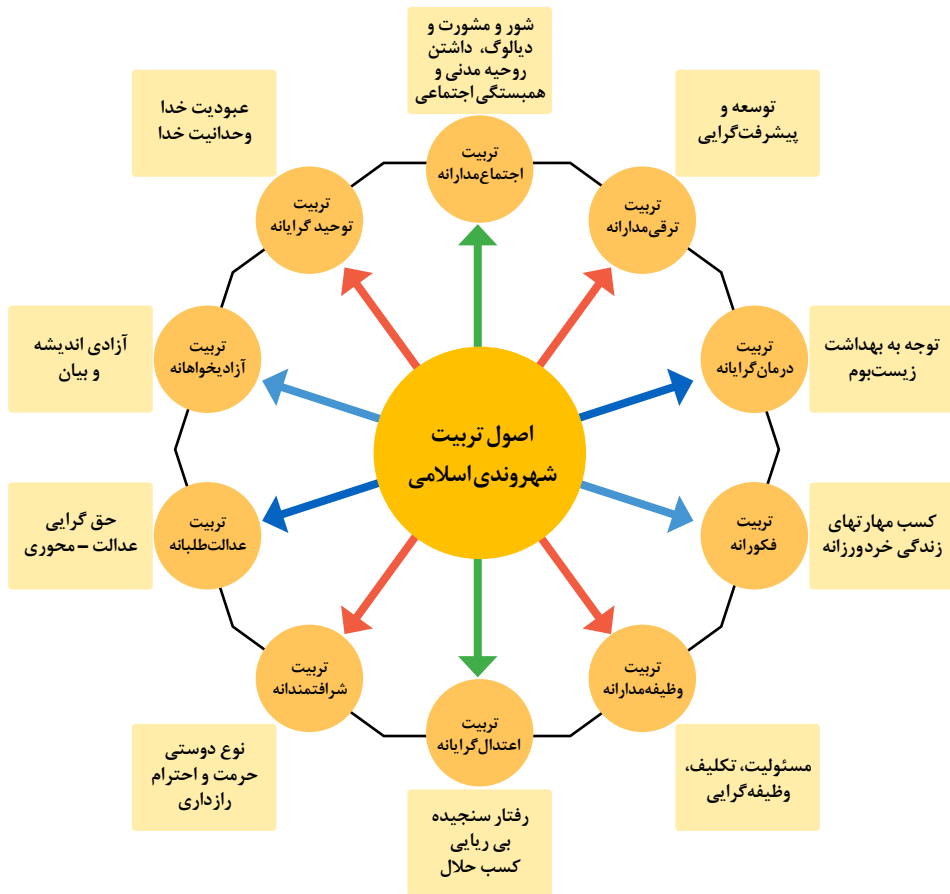 اصول تربیت
شهروندی اسلامی
شور و مشورت و
دیالوگ، داشتن
روحیه مدنی و
همبستگی اجتماعی
تربیت
اجتماع‌مدارانه
توسعه و
پیشرفت‌گرایی
تربیت
ترقی‌مدارانه
توجه به بهداشت
زیست‌بوم
تربیت
درمان‌گرایانه
کسب مهارتهای
زندگی خردورزانه
تربیت
فکورانه
مسئولیت، تکلیف،
وظیفه‌گرایی
تربیت
وظیفه‌مدارانه
رفتار سنجیده
بی ریایی
کسب حلال
تربیت
اعتدال‌گرایانه
نوع دوستی
حرمت و احترام
رازداری
تربیت
شرافتمندانه
حق گرایی
عدالت – محوری
تربیت
عدالت‌طلبانه
آزادی اندیشه
و بیان
تربیت
آزادیخواهانه
عبودیت خدا
وحدانیت خدا
تربیت
توحید گرایانه